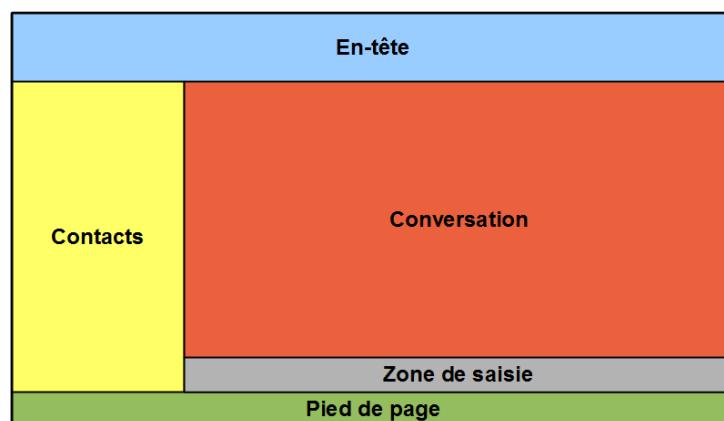 En-tête
Contacts
Conversation
Zone de saisie
Pied de page